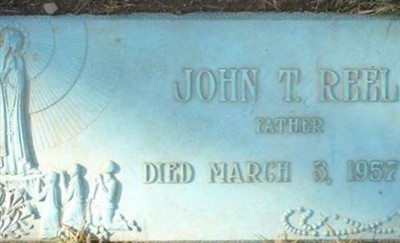 JOHN T. REEL
FATHER
DIED MARCH 3, 1957